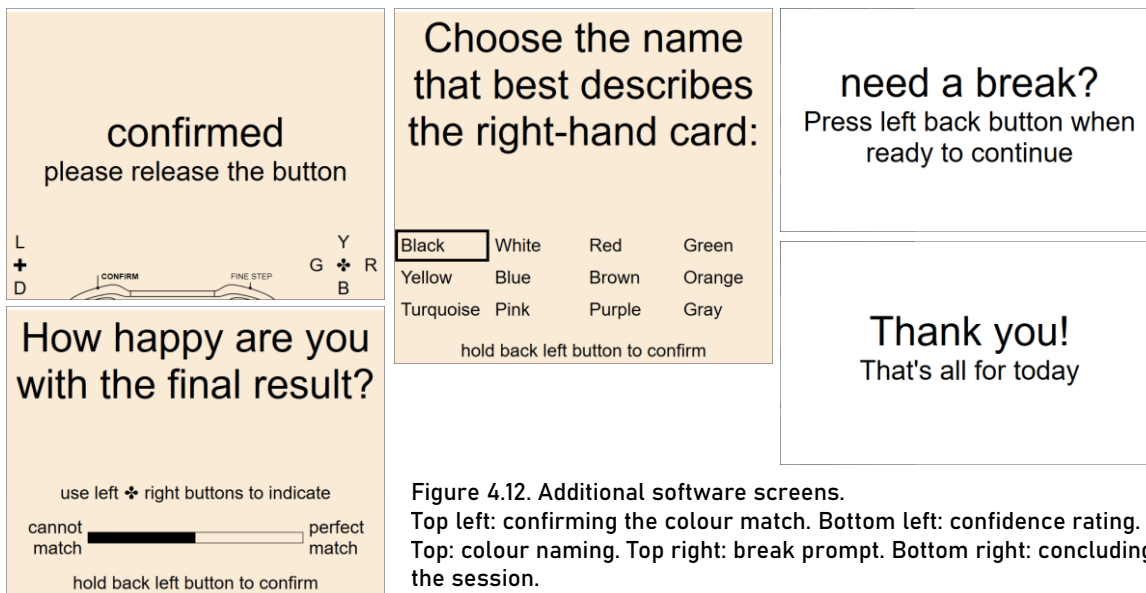 confirmed
please release the button
L
D
CONFIRM
FINE STEP
Y
G R
B
How happy are you
with the final result?
use left ✤ right buttons to indicate
cannot
match
perfect
match
hold back left button to confirm
Choose the name
that best describes
the right-hand card:
Black White Red Green
Yellow Blue Brown Orange
Turquoise Pink Purple Gray
hold back left button to confirm
need a break?
Press left back button when
ready to continue
Thank you!
That's all for today
Figure 4.12. Additional software screens.
Top left: confirming the colour match. Bottom left: confidence rating.
Top: colour naming. Top right: break prompt. Bottom right: concluding
the session.